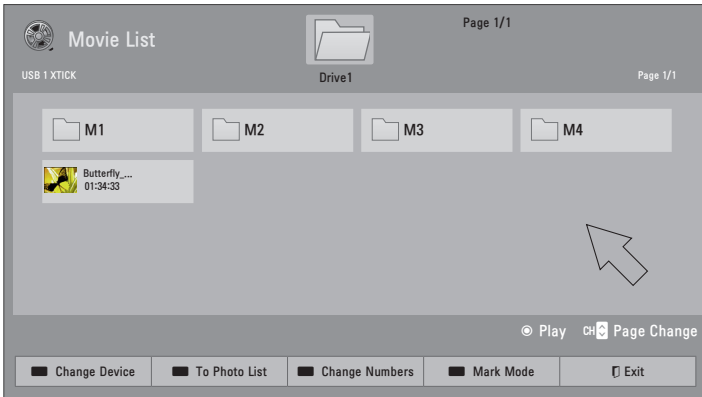 Movie List
Page 1/1
USB 1 XTICK
Drive1
Page 1/1
M1
M2
M3
M4
Butterfly_...
01:34:33
Play
CH
Page Change
Change Device
To Photo List
Change Numbers
Mark Mode
Exit